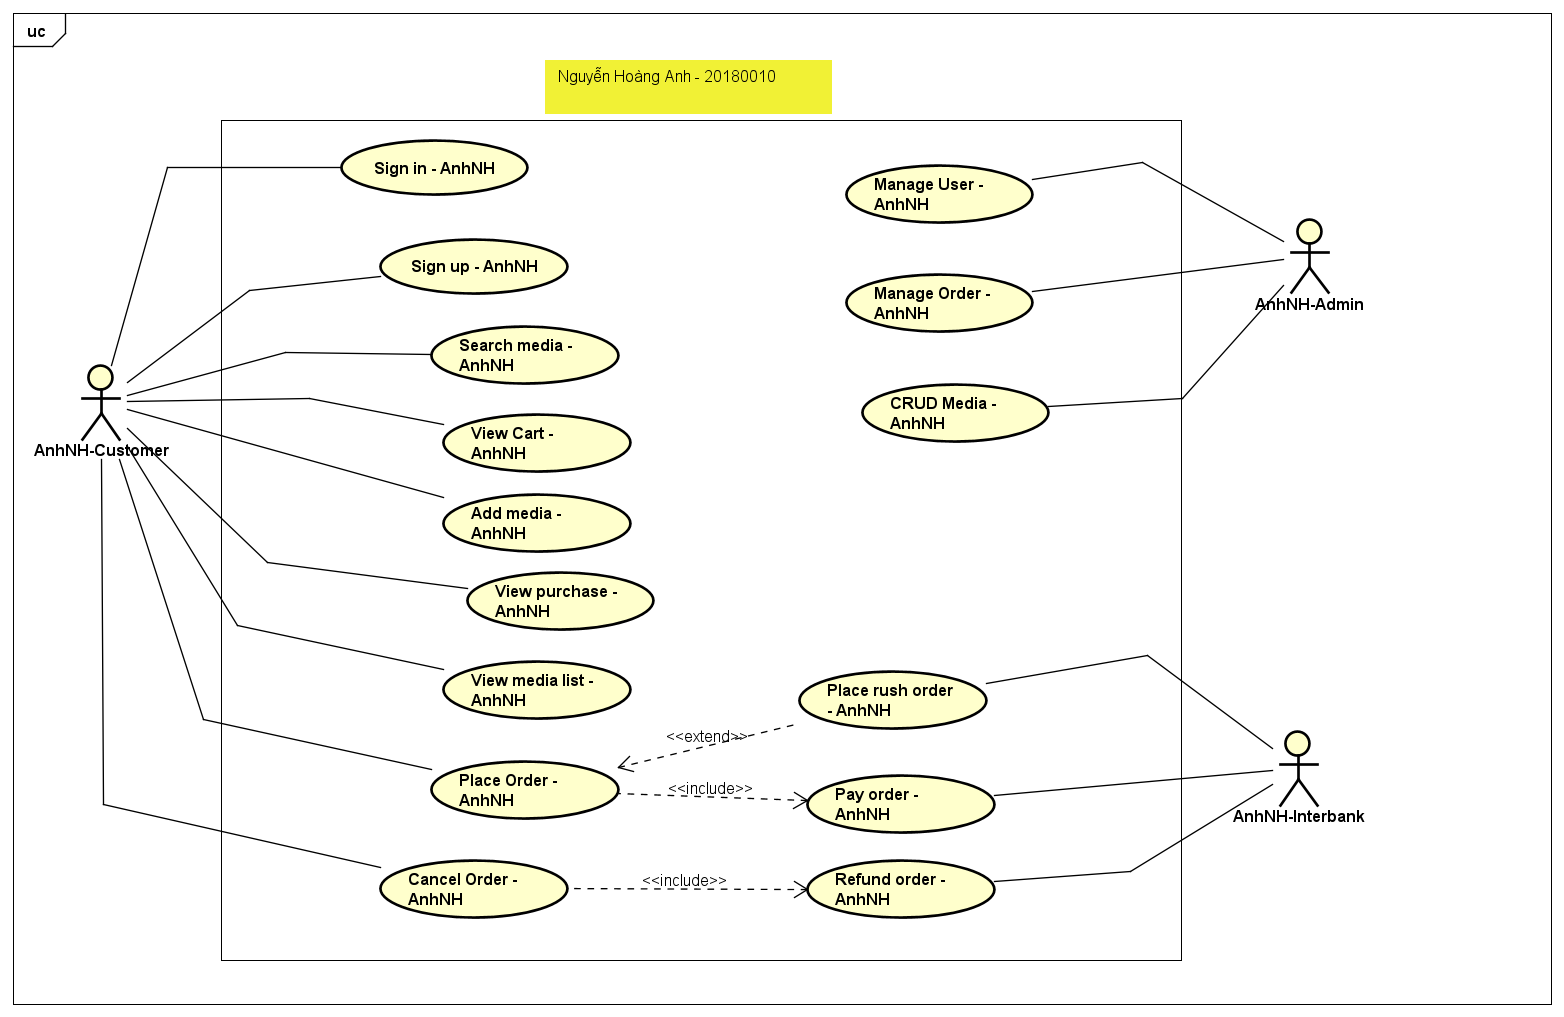 uc
Nguyễn Hoàng Anh - 20180010
Sign in - AnhNH
Sign up - AnhNH
Search media -
AnhNH
View Cart -
AnhNH
Add media -
AnhNH
View purchase -
AnhNH
View media list -
AnhNH
Place Order -
AnhNH
Cancel Order -
AnhNH
AnhNH-Customer
Manage User -
AnhNH
Manage Order -
AnhNH
CRUD Media -
AnhNH
AnhNH-Admin
Place rush order
- AnhNH
<<extend>>
<<include>>
Pay order -
AnhNH
<<include>>
Refund order -
AnhNH
AnhNH-Interbank